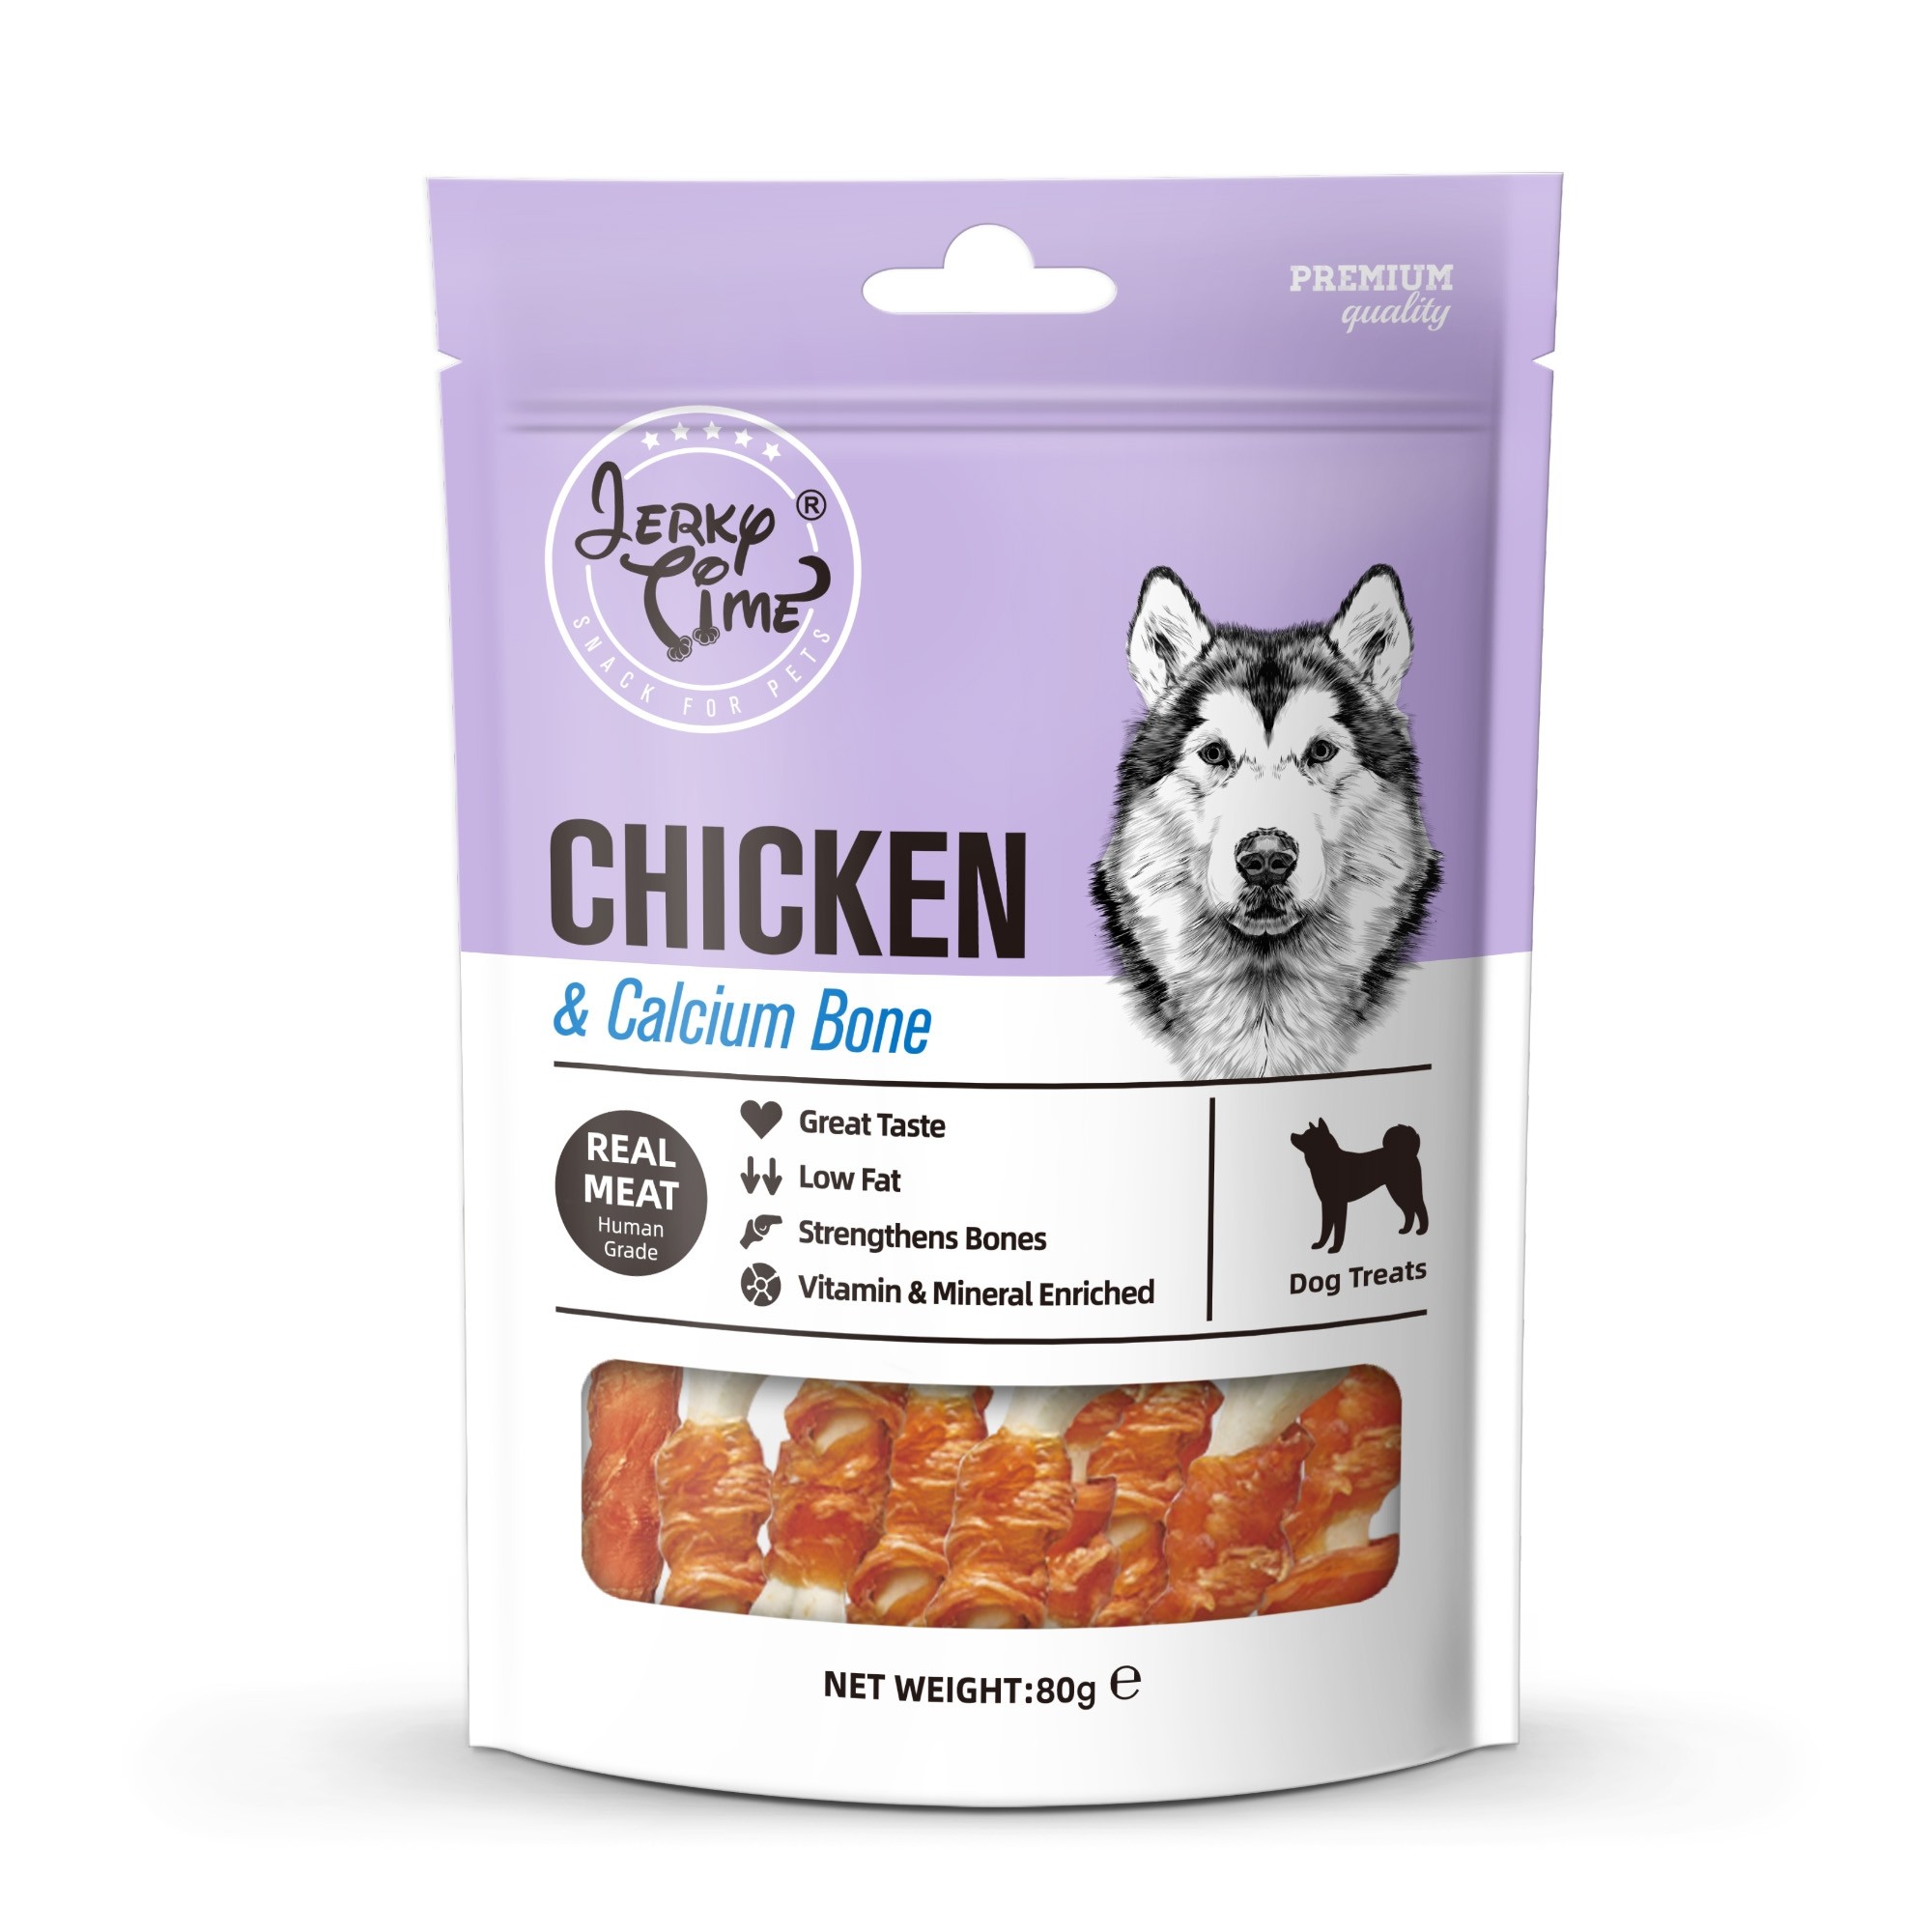 PREMIUM
quality
JERKY ®
TIME
SNACK FOR PETS
CHICKEN
& Calcium Bone
REAL
MEAT
Human
Grade
Great Taste
Low Fat
Strengthens Bones
Vitamin & Mineral Enriched
Dog Treats
NET WEIGHT:80g ℮